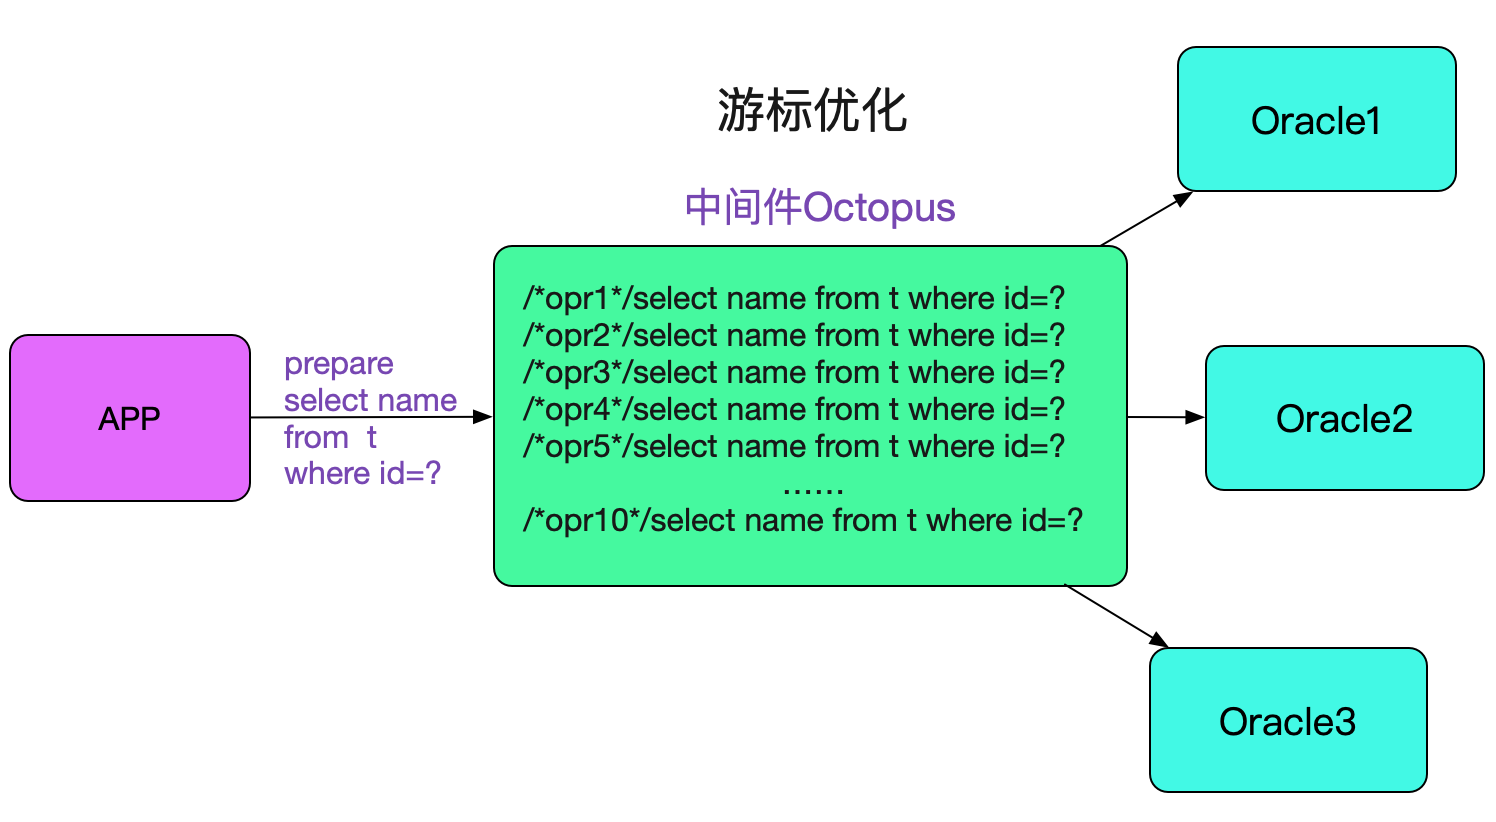 游标优化
中间件Octopus
APP
prepare
select name
from  t
where id=?
/*opr1*/select name from t where id=?
/*opr2*/select name from t where id=?
/*opr3*/select name from t where id=?
/*opr4*/select name from t where id=?
/*opr5*/select name from t where id=?
......
/*opr10*/select name from t where id=?
Oracle1
Oracle2
Oracle3